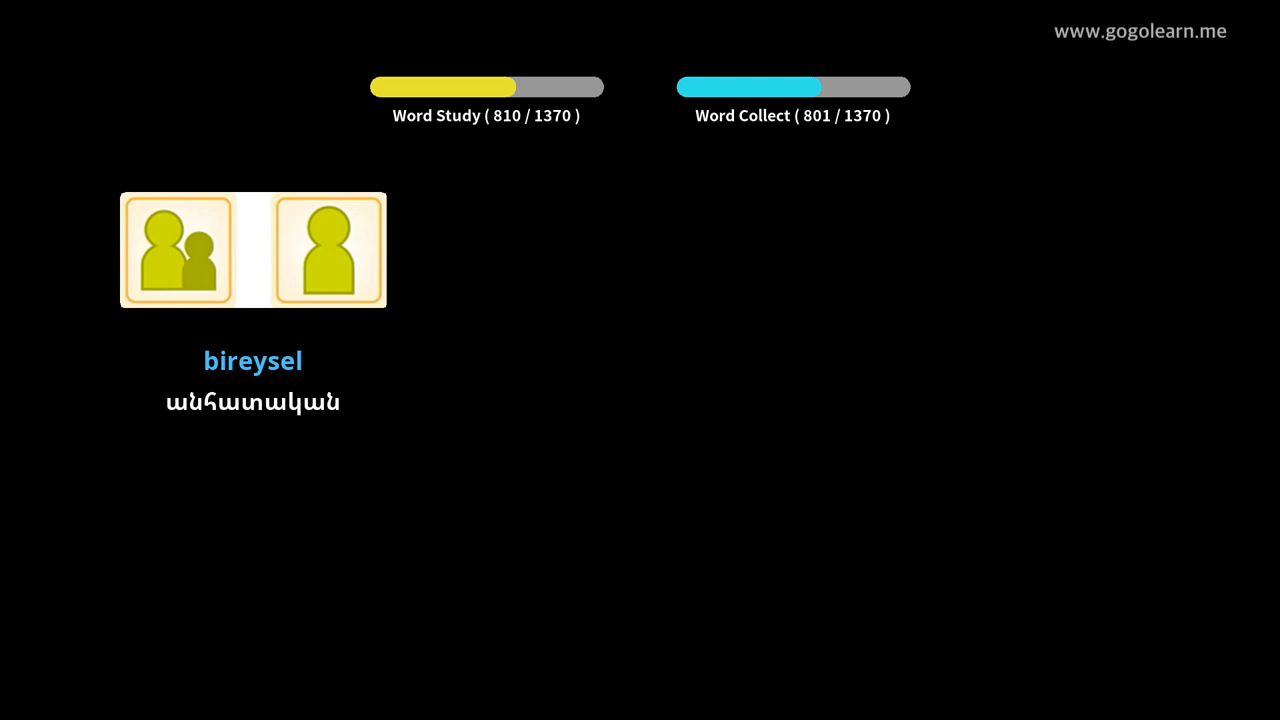 www.gogolearn.me
Word Study ( 810 / 1370 )
Word Collect ( 801 / 1370 )
bireysel
անհատական